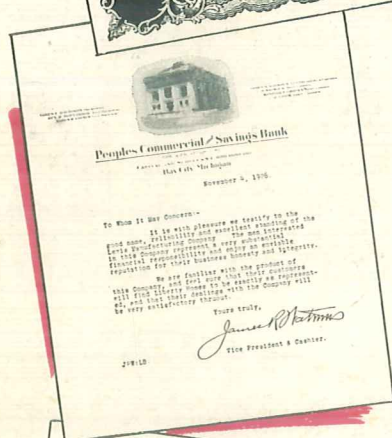 Peoples Commercial and Savings Bank
Bay City Michigan
November 4, 1925.
To Whom It May Concern:-
It is with pleasure we testify to the
good name, reliability and excellent standing of the
Lewis Manufacturing Company The men interested
in this Company represent a very substantial
financial responsibility and enjoy an enviable
reputation for their business honesty and integrity.
We are familiar with the product of
this Company, and feel sure that their customers
will find Liberty Homes to be exactly as represent-
ed, and that their dealings with the Company will
be very satisfactory thruout.
Yours truly,
Vice President & Cashier.